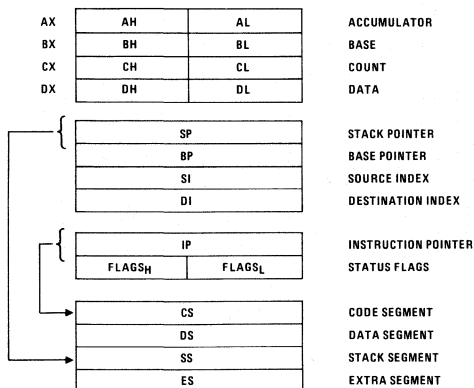 AX AH AL ACCUMULATOR
BX BH BL BASE
CX CH CL COUNT
DX DH DL DATA
SP STACK POINTER
BP BASE POINTER
SI SOURCE INDEX
DI DESTINATION INDEX
IP INSTRUCTION POINTER
FLAGSH FLAGSL STATUS FLAGS
CS CODE SEGMENT
DS DATA SEGMENT
SS STACK SEGMENT
ES EXTRA SEGMENT